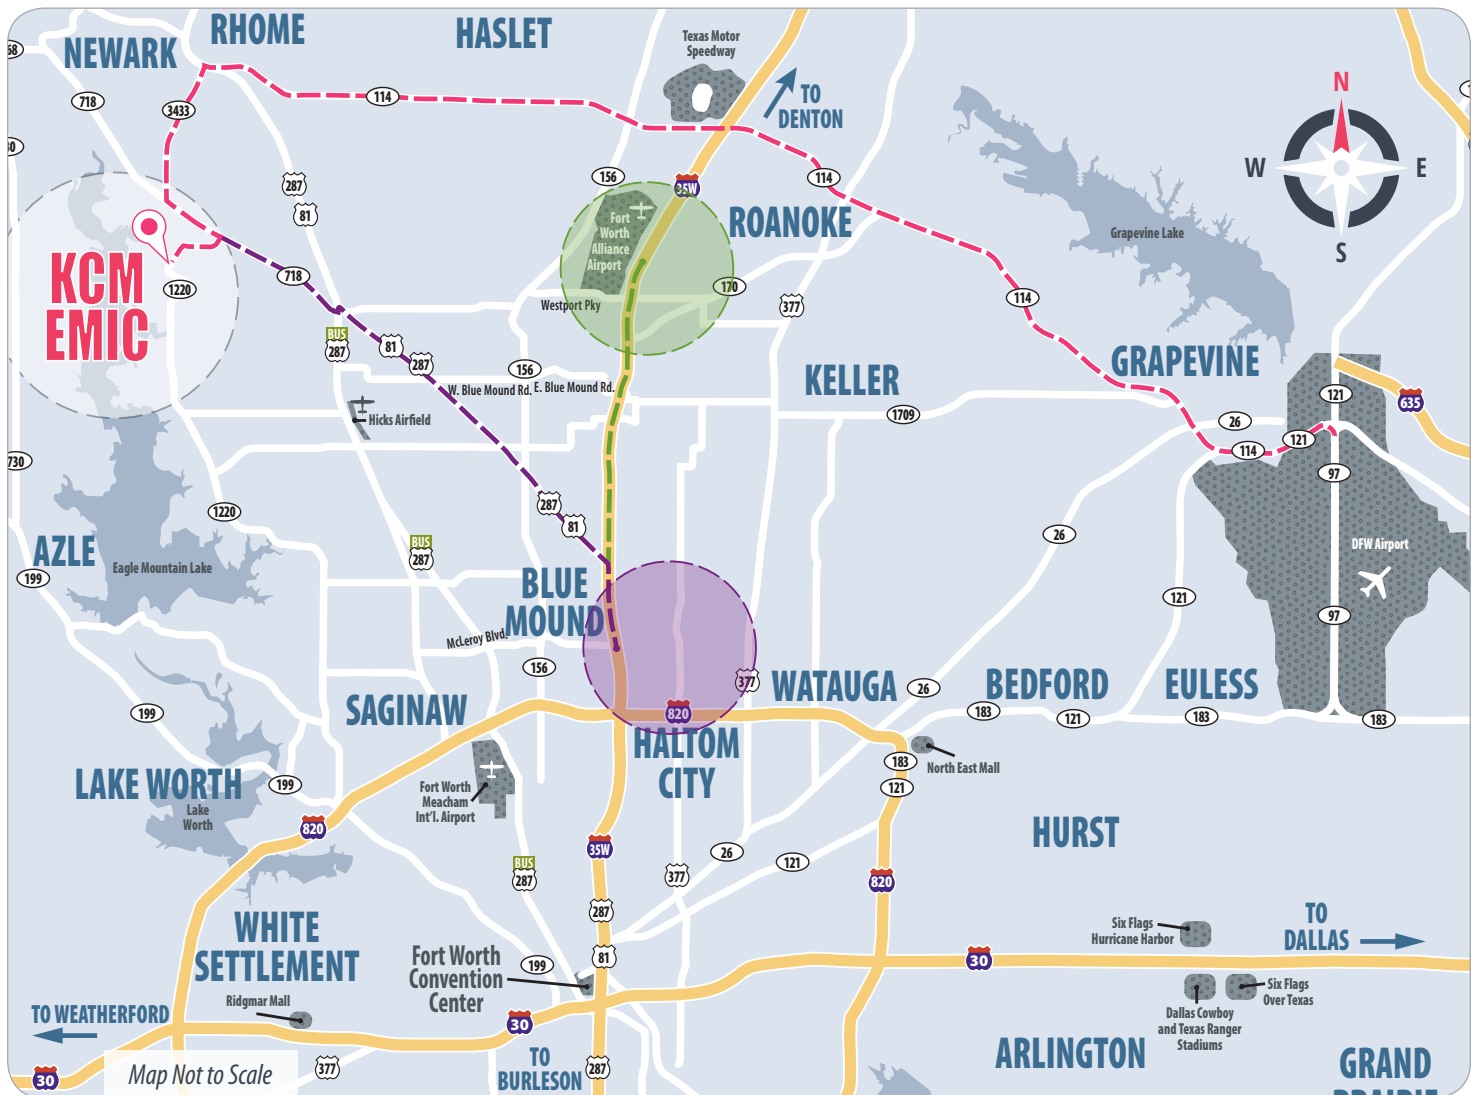 RHOME
HASLET
NEWARK
Texas Motor
Speedway
TO
DENTON
N
W
E
S
68
718
3433
114
287
81
156
35W
114
ROANOKE
Grapevine Lake
Fort
Worth
Alliance
Airport
KCM
EMIC
1220
718
170
Westport Pky
377
114
BUS
287
81
287
156
W. Blue Mound Rd.
E. Blue Mound Rd.
KELLER
GRAPEVINE
121
635
Hicks Airfield
1709
26
114
121
730
97
287
81
1220
AZLE
199
Eagle Mountain Lake
BUS
287
26
DFW Airport
BLUE
MOUND
121
97
McLeroy Blvd.
156
377
WATAUGA
26
BEDFORD
EULESS
183
121
183
183
199
SAGINAW
820
HALTOM
CITY
183
North East Mall
121
LAKE WORTH
Lake
Worth
199
Fort Worth
Meacham
Int'l. Airport
820
35W
HURST
BUS
287
377
26
121
820
287
WHITE
SETTLEMENT
Six Flags
Hurricane Harbor
TO
DALLAS
Fort Worth
Convention
Center
199
81
30
Ridgmar Mall
TO WEATHERFORD
Six Flags
Over Texas
Dallas Cowboy
and Texas Ranger
Stadiums
30
TO
BURLESON
287
377
30
Map Not to Scale
ARLINGTON
GRAND
PRAIRIE